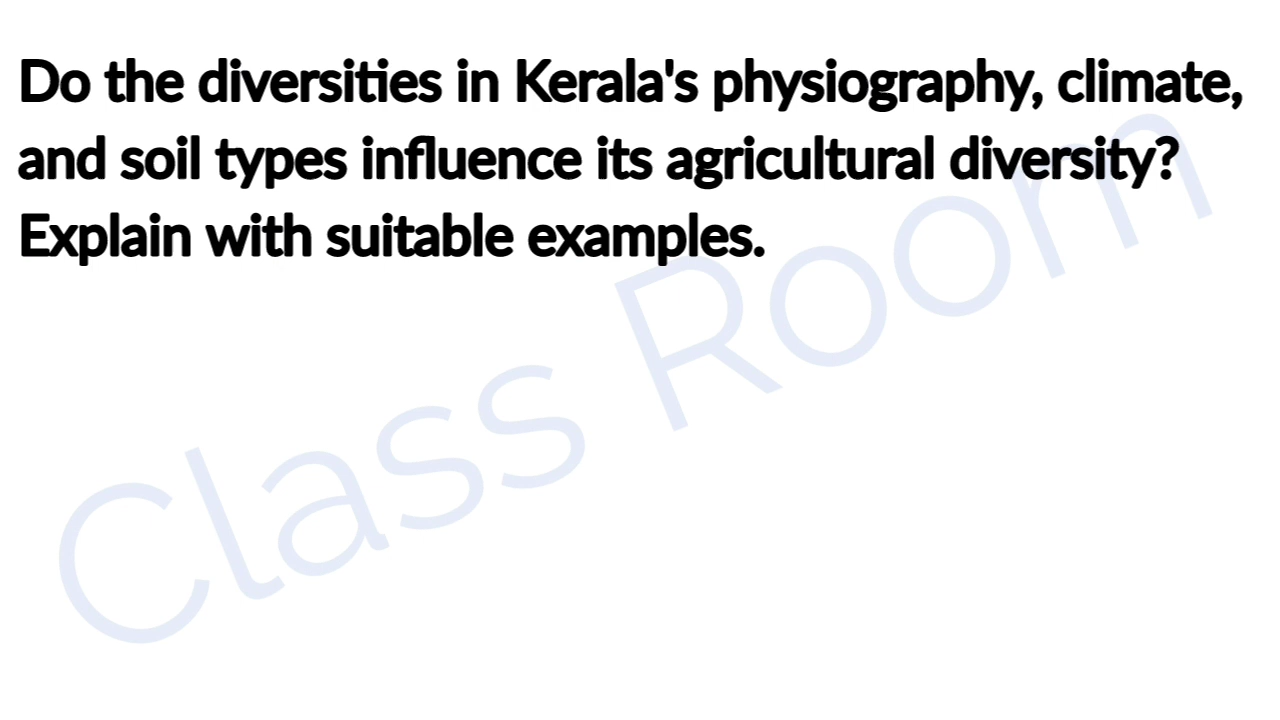 Do the diversities in Kerala's physiography, climate,
and soil types influence its agricultural diversity?
Explain with suitable examples.
Class Room